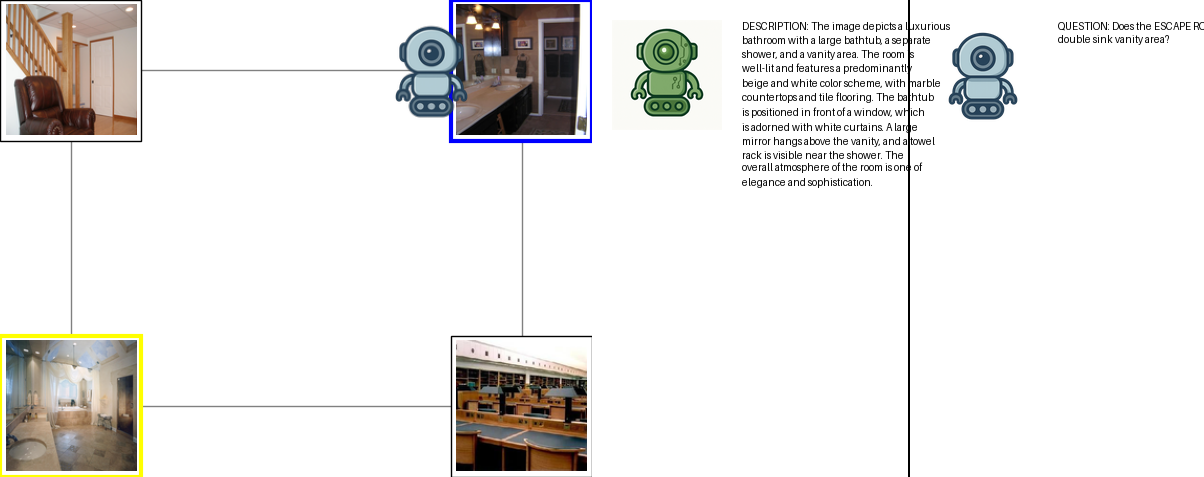 DESCRIPTION: The image depicts a luxurious
bathroom with a large bathtub, a separate
shower, and a vanity area. The room is
well-lit and features a predominantly
beige and white color scheme, with marble
countertops and tile flooring. The bathtub
is positioned in front of a window, which
is adorned with white curtains. A large
mirror hangs above the vanity, and a towel
rack is visible near the shower. The
overall atmosphere of the room is one of
elegance and sophistication.
QUESTION: Does the ESCAPE RO
double sink vanity area?